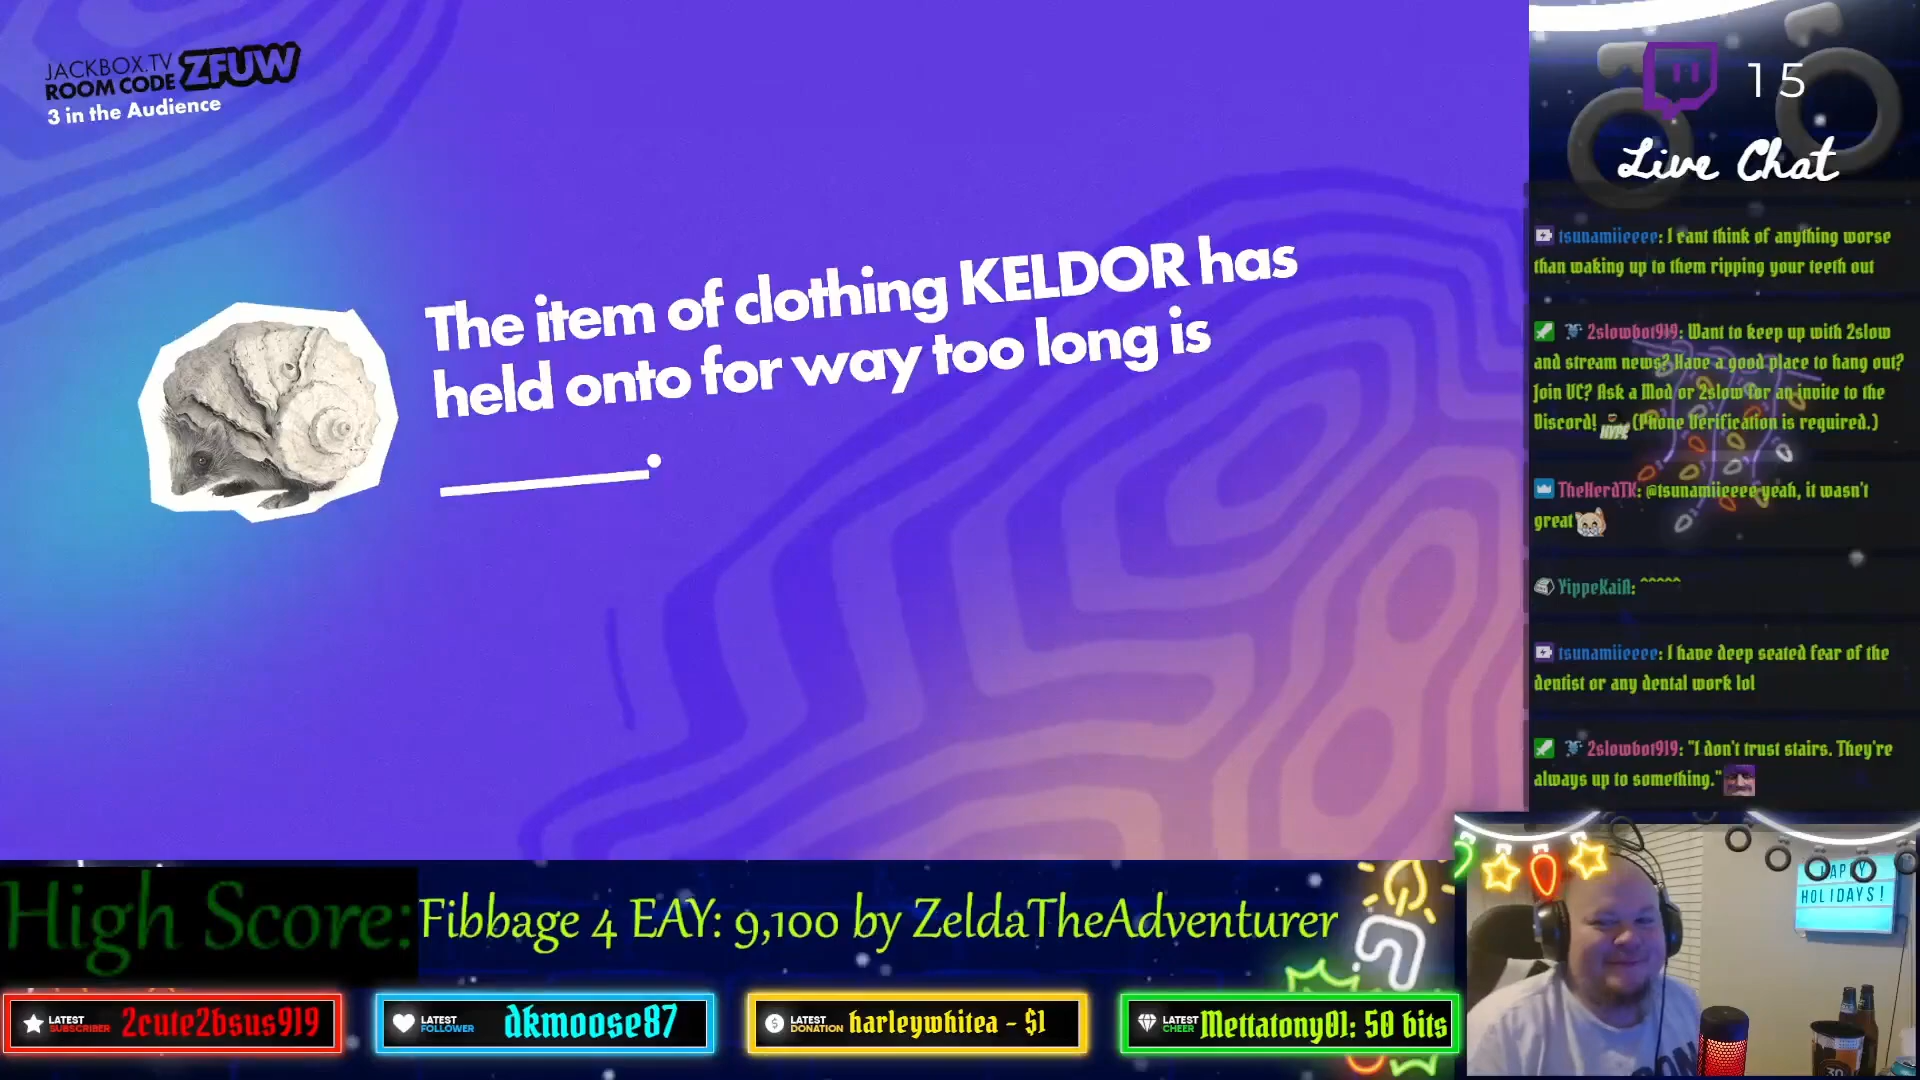 JACKBOX.TV
ROOM CODE ZFUW
3 in the Audience
The item of clothing KELDOR has
held onto for way too long is
15
Live Chat
tsunamiieeee: I cant think of anything worse
than waking up to them ripping your teeth out
2slowbot919: Want to keep up with 2slow
and stream news? Have a good place to hang out?
Join VC? Ask a Mod or 2slow for an invite to the
Discord! HYPE (Phone Verification is required.)
TheHerdTK: @tsunamiieeee yeah, it wasn't
great
YippeKaiA: ^^^^^
tsunamiieeee: I have deep seated fear of the
dentist or any dental work lol
2slowbot919: "I don't trust stairs. They're
always up to something."
HAPPY
HOLIDAYS!
High Score: Fibbage 4 EAY: 9,100 by ZeldaTheAdventurer
LATEST SUBSCRIBER 2cute2bsus919
LATEST FOLLOWER dkmoose87
LATEST DONATION harleywhitea - $1
LATEST CHEER Mettatony01: 50 bits
30